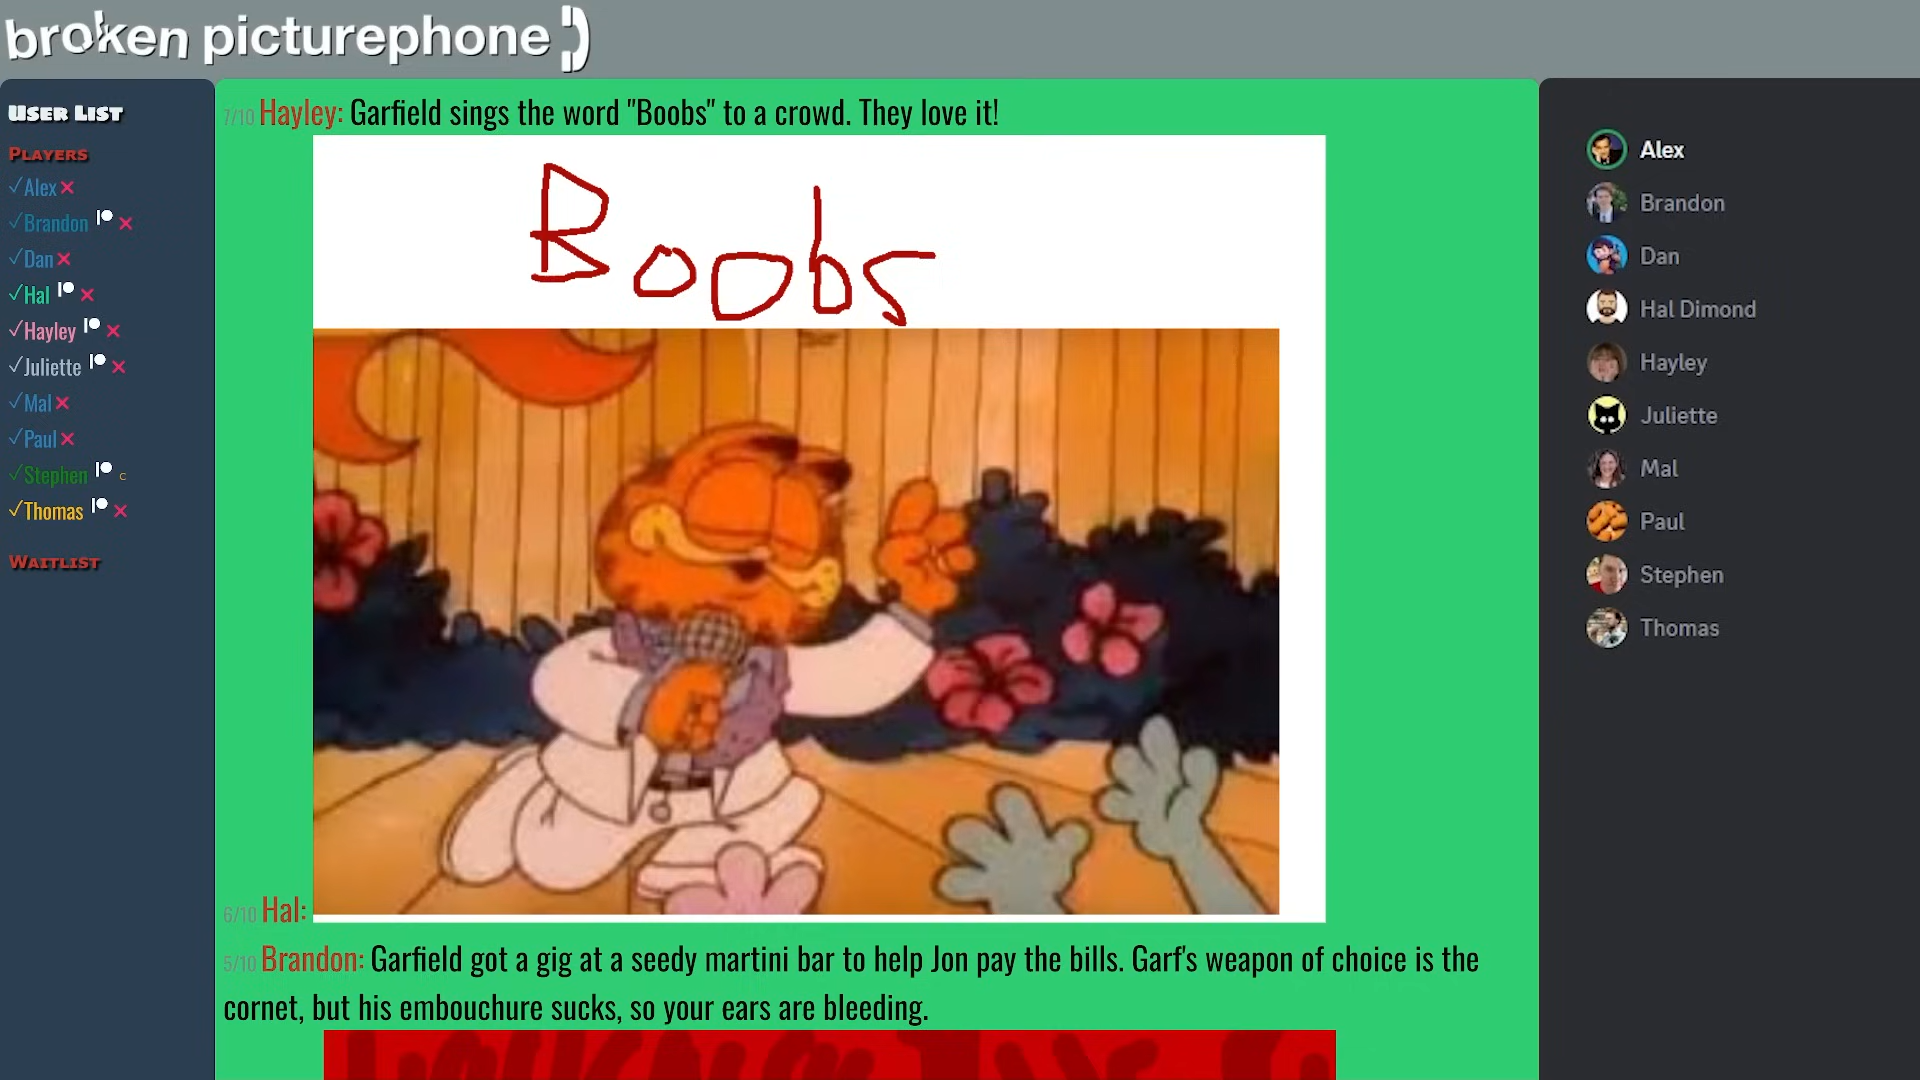 broken picturephone
User List
Players
✓Alex ×
✓Brandon ×
✓Dan ×
✓Hal ×
✓Hayley ×
✓Juliette ×
✓Mal ×
✓Paul ×
✓Stephen c
✓Thomas ×
Waitlist
7/10 Hayley: Garfield sings the word "Boobs" to a crowd. They love it!
Boobs
6/10 Hal:
5/10 Brandon: Garfield got a gig at a seedy martini bar to help Jon pay the bills. Garf's weapon of choice is the
cornet, but his embouchure sucks, so your ears are bleeding.
Alex
Brandon
Dan
Hal Dimond
Hayley
Juliette
Mal
Paul
Stephen
Thomas